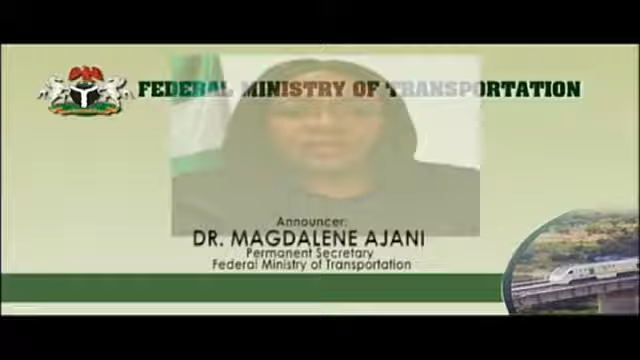 FEDERAL MINISTRY OF TRANSPORTATION
Announcer:
DR. MAGDALENE AJANI
Permanent Secretary
Federal Ministry of Transportation